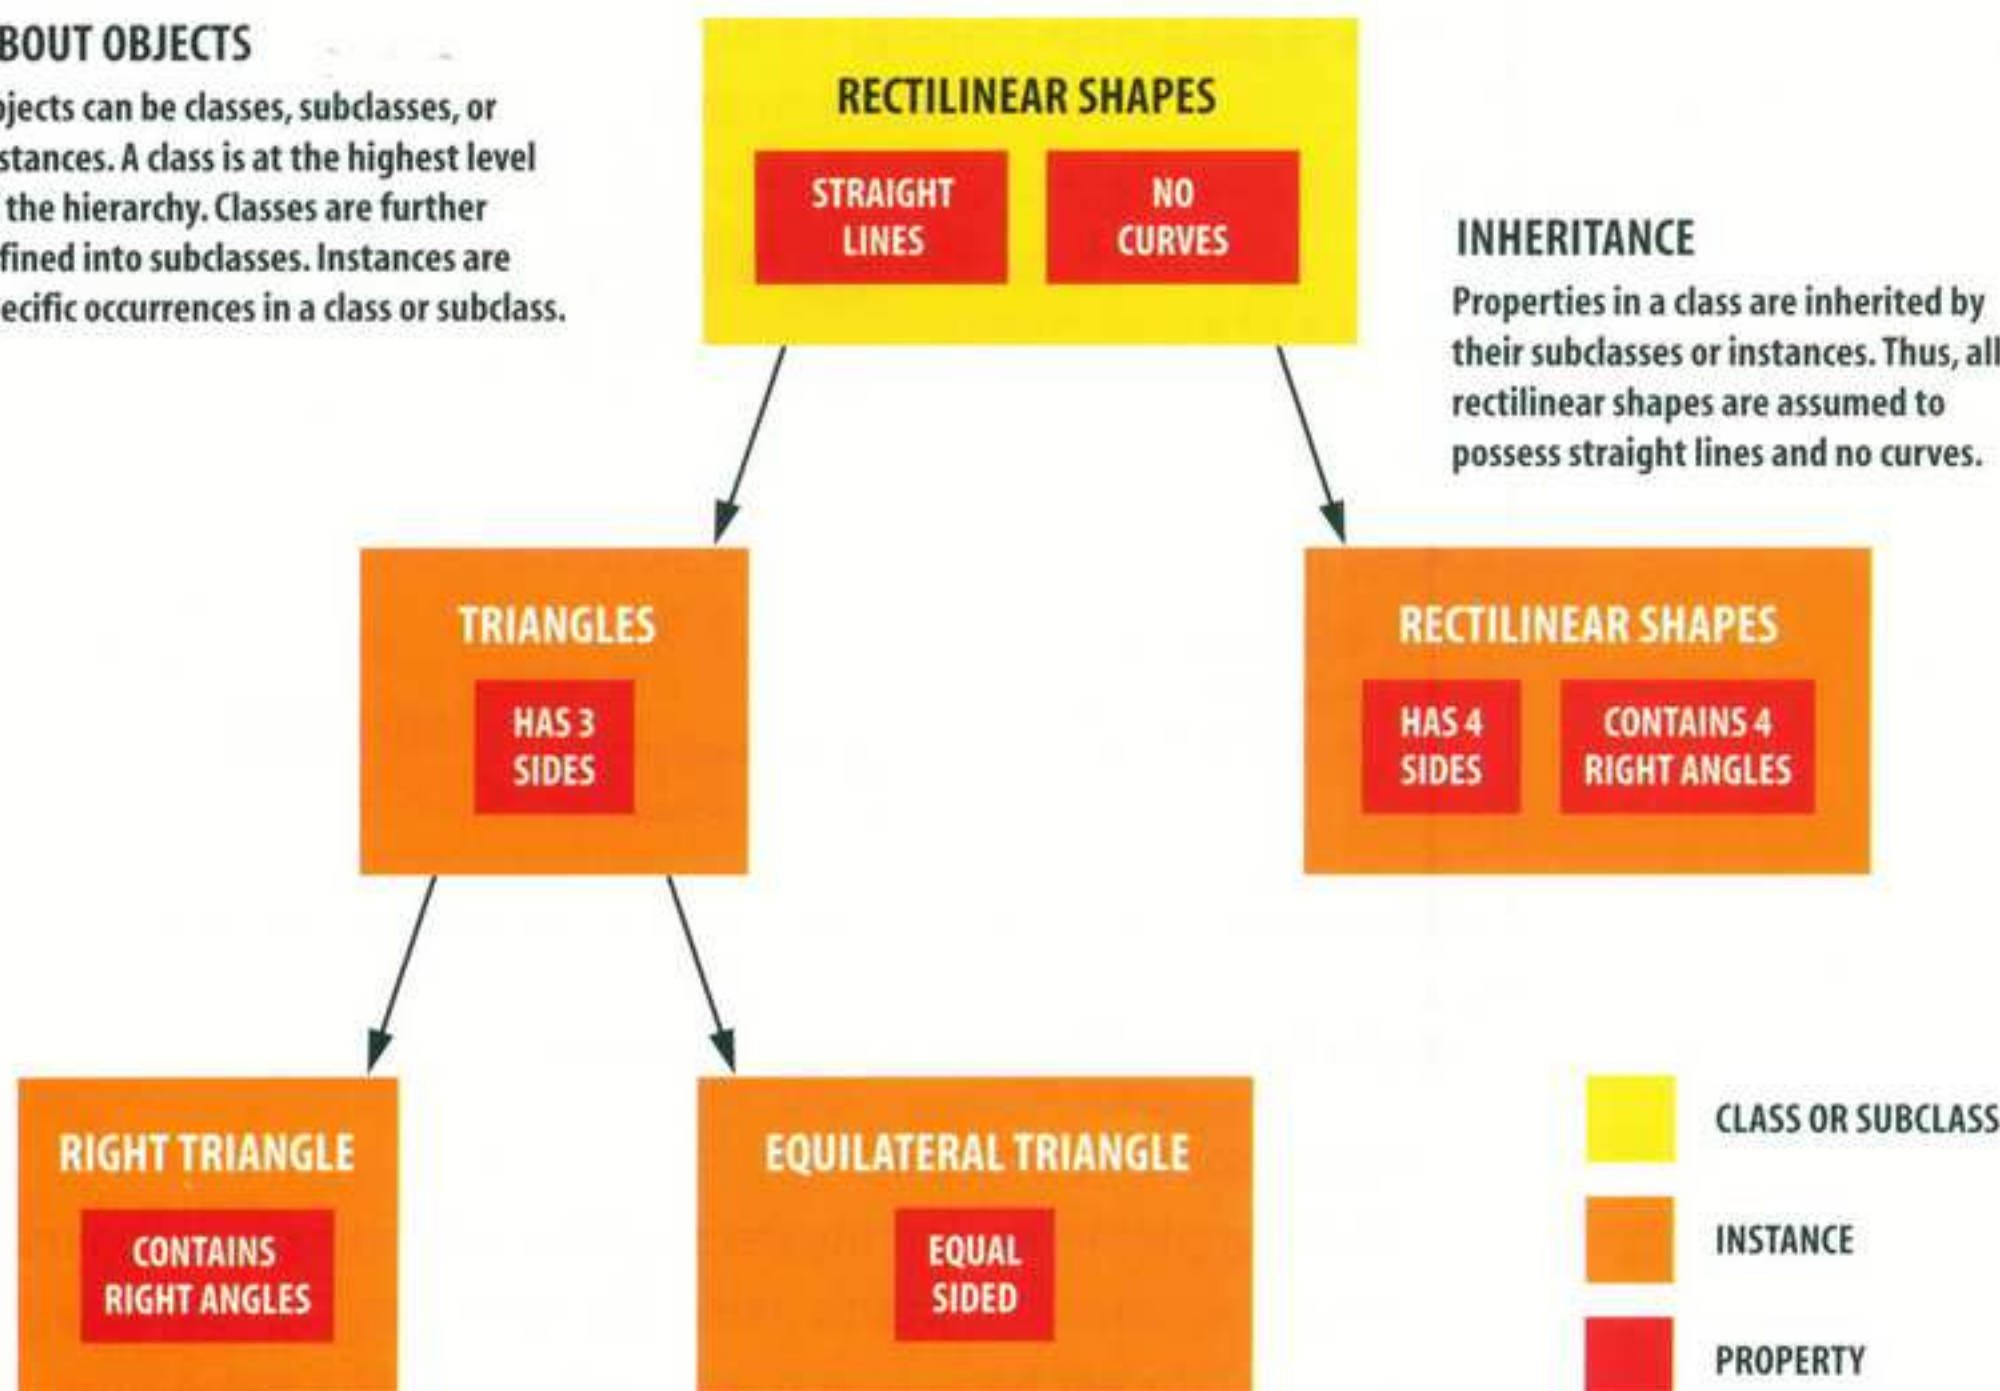 BOUT OBJECTS
bjects can be classes, subclasses, or
stances. A class is at the highest level
the hierarchy. Classes are further
fined into subclasses. Instances are
ecific occurrences in a class or subclass.
RECTILINEAR SHAPES
STRAIGHT
LINES
NO
CURVES
INHERITANCE
Properties in a class are inherited by
their subclasses or instances. Thus, all
rectilinear shapes are assumed to
possess straight lines and no curves.
TRIANGLES
HAS 3
SIDES
RECTILINEAR SHAPES
HAS 4
SIDES
CONTAINS 4
RIGHT ANGLES
RIGHT TRIANGLE
CONTAINS
RIGHT ANGLES
EQUILATERAL TRIANGLE
EQUAL
SIDED
CLASS OR SUBCLASS
INSTANCE
PROPERTY